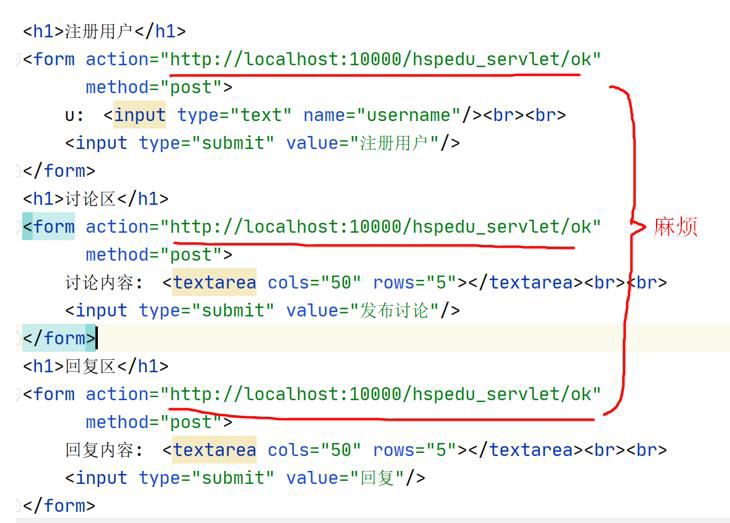 <h1>注册用户</h1>
<form action="http://localhost:10000/hspedu_servlet/ok"
method="post">
u: <input type="text" name="username"/><br><br>
<input type="submit" value="注册用户"/>
</form>
<h1>讨论区</h1>
<form action="http://localhost:10000/hspedu_servlet/ok"
method="post">
麻烦
讨论内容: <textarea cols="50" rows="5"></textarea><br><br>
<input type="submit" value="发布讨论"/>
</form>
<h1>回复区</h1>
<form action="http://localhost:10000/hspedu_servlet/ok"
method="post">
回复内容: <textarea cols="50" rows="5"></textarea><br><br>
<input type="submit" value="回复"/>
</form>